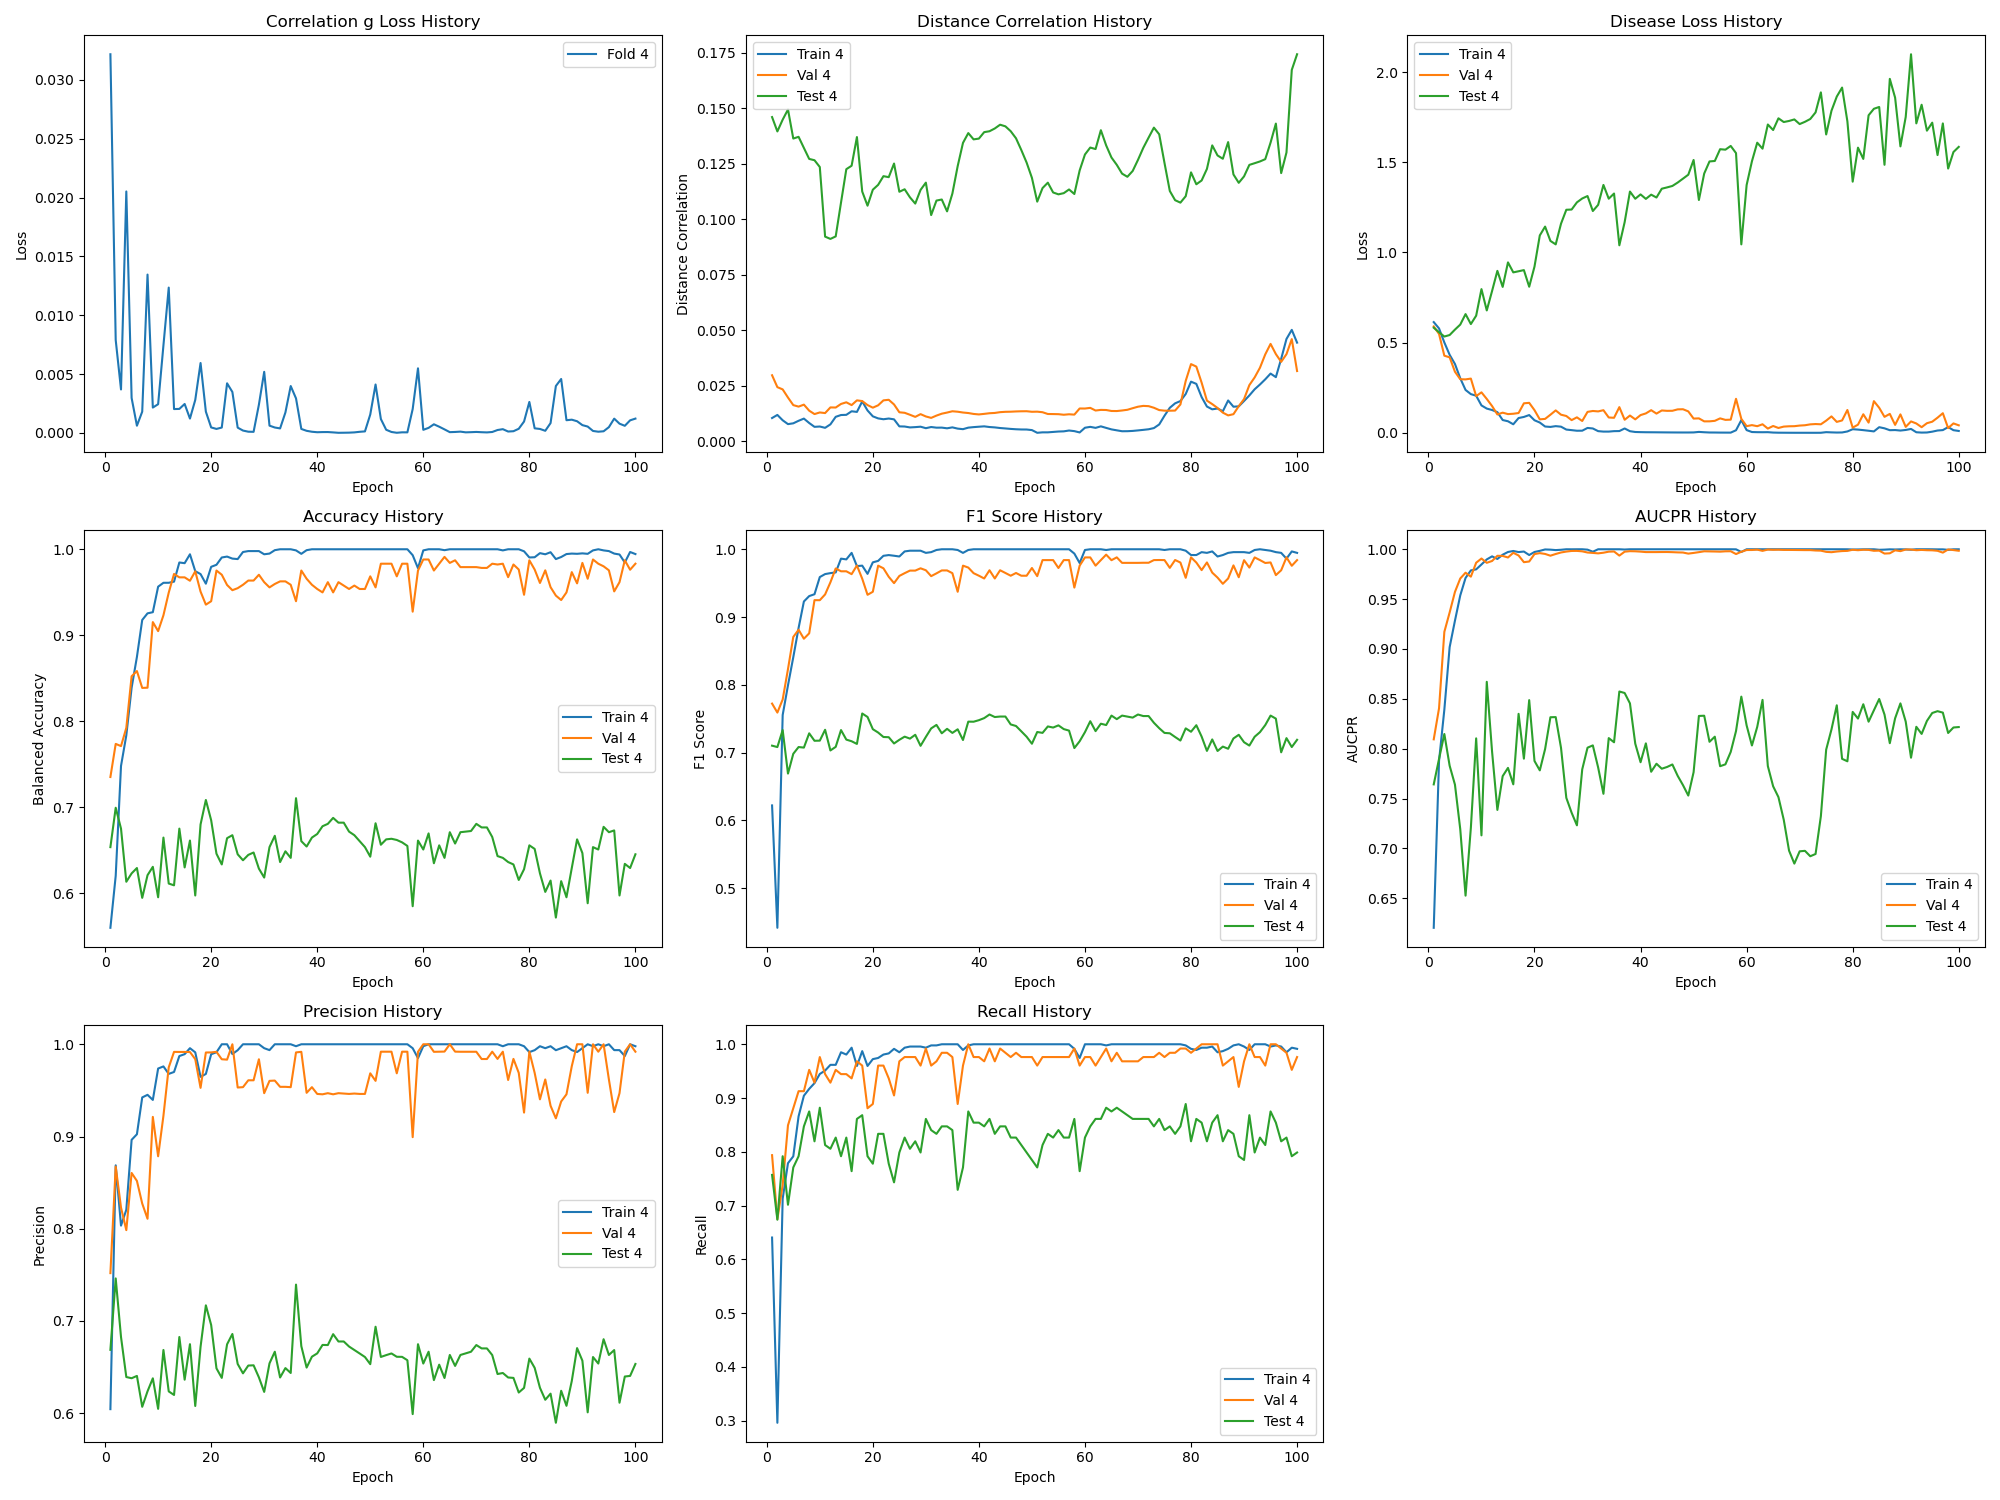 Correlation g Loss History
Loss
0.030
0.025
0.020
0.015
0.010
0.005
0.000
0 20 40 60 80 100
Epoch
Fold 4
Distance Correlation History
Distance Correlation
0.175
0.150
0.125
0.100
0.075
0.050
0.025
0.000
0 20 40 60 80 100
Epoch
Train 4
Val 4
Test 4
Disease Loss History
Loss
2.0
1.5
1.0
0.5
0.0
0 20 40 60 80 100
Epoch
Train 4
Val 4
Test 4
Accuracy History
Balanced Accuracy
1.0
0.9
0.8
0.7
0.6
0 20 40 60 80 100
Epoch
Train 4
Val 4
Test 4
F1 Score History
F1 Score
1.0
0.9
0.8
0.7
0.6
0.5
0 20 40 60 80 100
Epoch
Train 4
Val 4
Test 4
AUCPR History
AUCPR
1.00
0.95
0.90
0.85
0.80
0.75
0.70
0.65
0 20 40 60 80 100
Epoch
Train 4
Val 4
Test 4
Precision History
Precision
1.0
0.9
0.8
0.7
0.6
0 20 40 60 80 100
Epoch
Train 4
Val 4
Test 4
Recall History
Recall
1.0
0.9
0.8
0.7
0.6
0.5
0.4
0.3
0 20 40 60 80 100
Epoch
Train 4
Val 4
Test 4